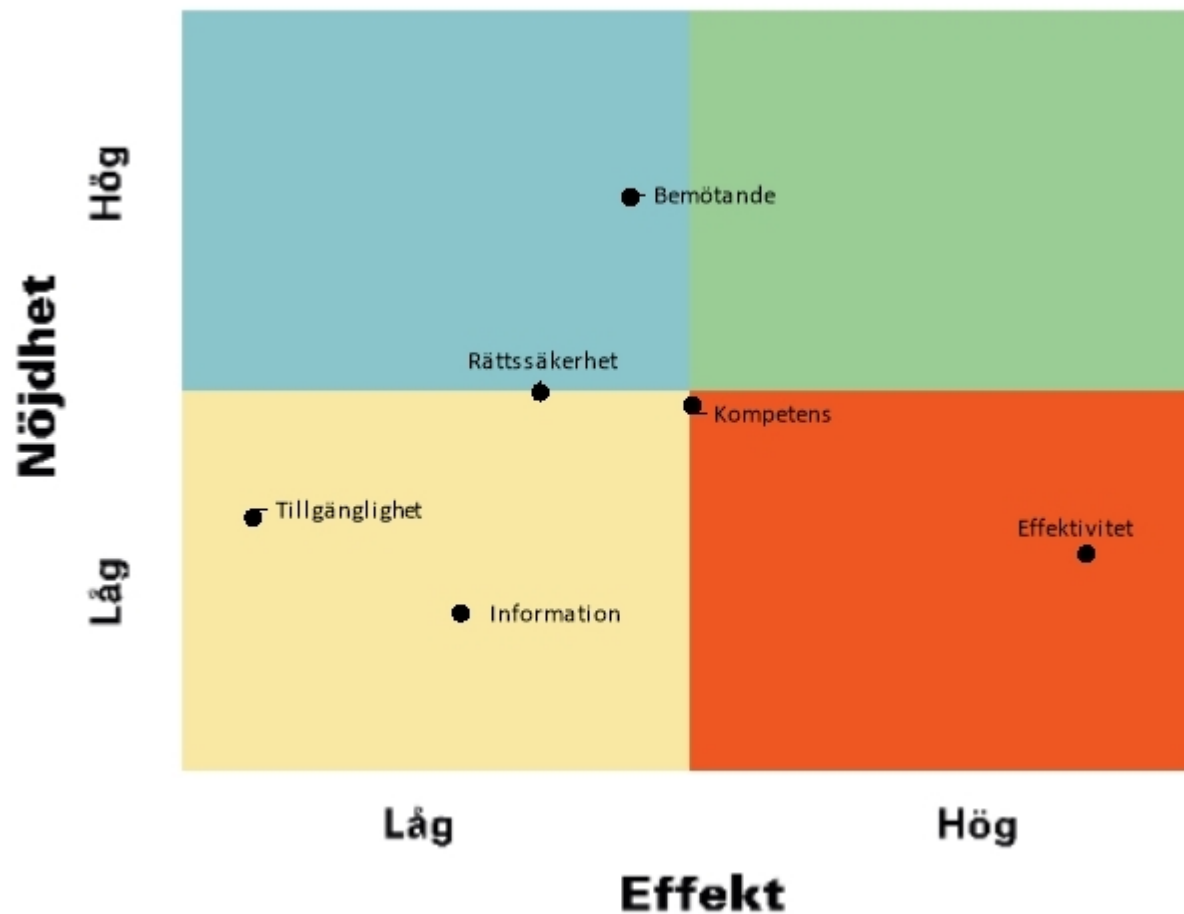 Hög
Bemötande
Nöjdhet
Rättssäkerhet
Kompetens
Tillgänglighet
Effektivitet
Låg
Information
Låg
Hög
Effekt